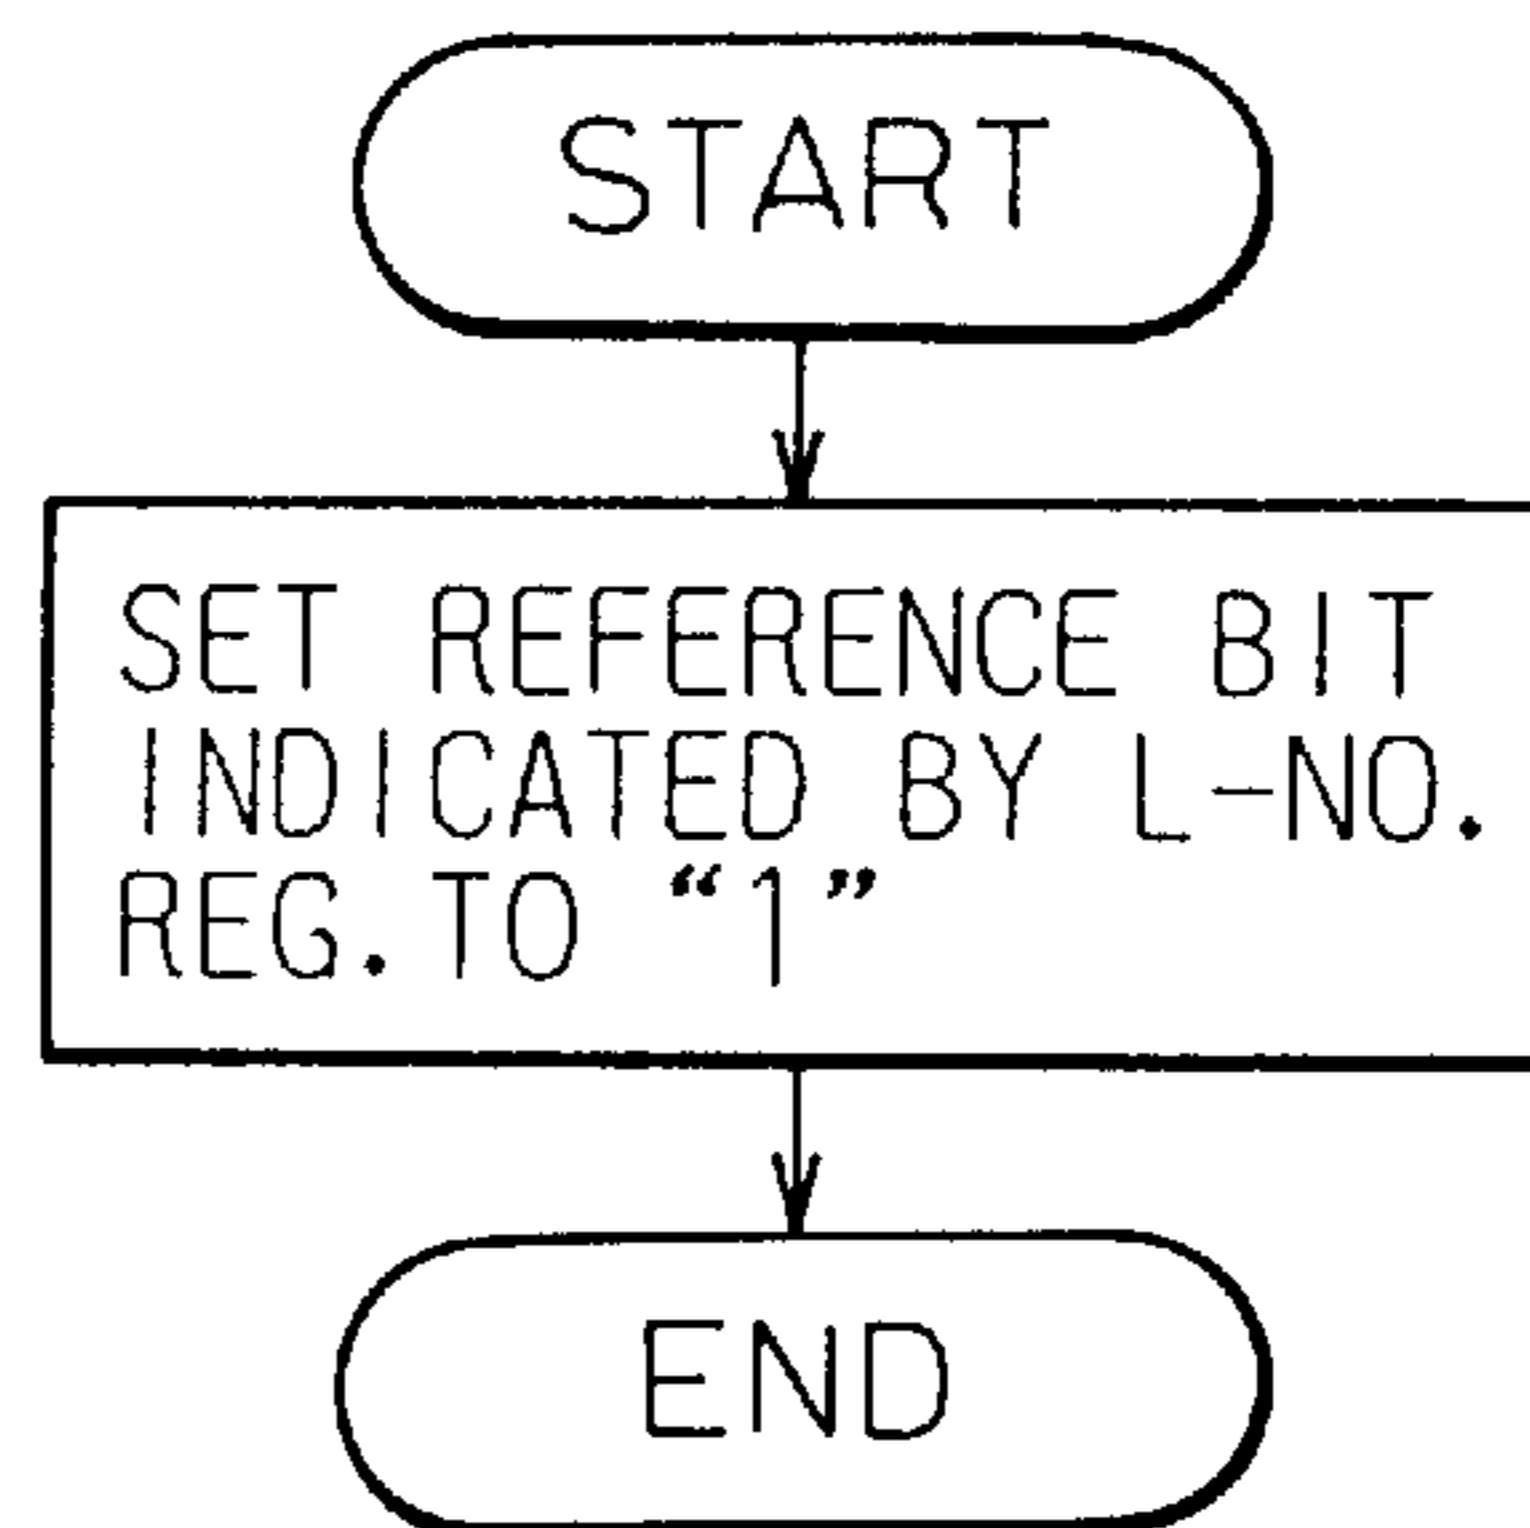 START
SET REFERENCE BIT
INDICATED BY L-NO.
REG. TO “1”
END